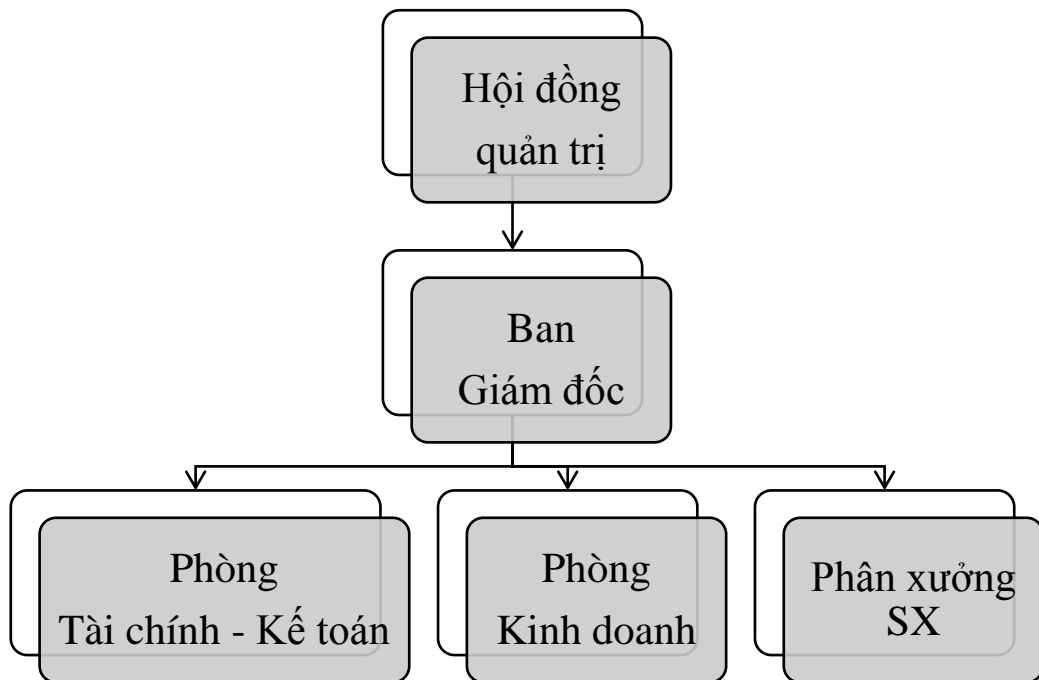 Hội đồng
quản trị
Ban
Giám đốc
Phòng
Tài chính - Kế toán
Phòng
Kinh doanh
Phân xưởng
SX